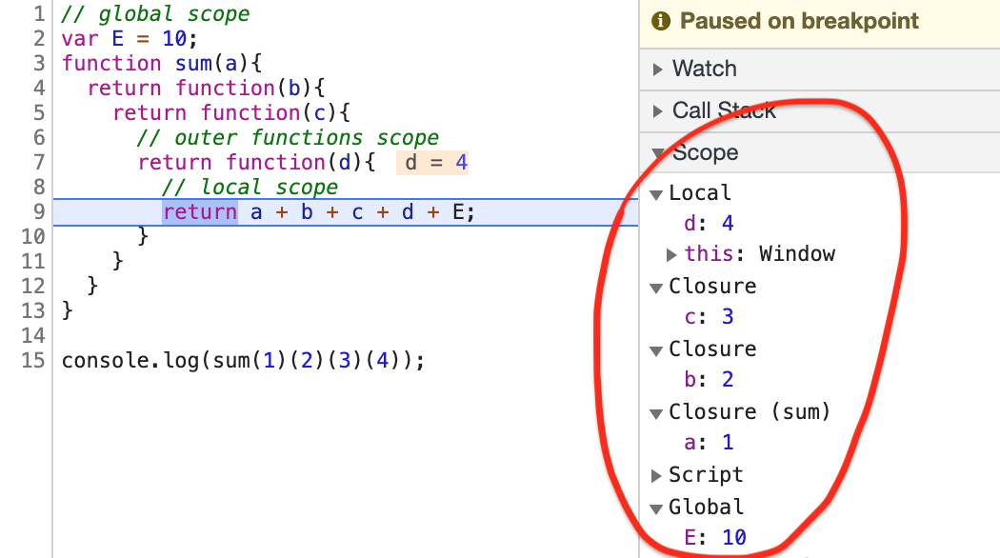 1 // global scope
2 var E = 10;
3 function sum(a){
4 return function(b){
5 return function(c){
6 // outer functions scope
7 return function(d){ d = 4
8 // local scope
9 return a + b + c + d + E;
10 }
11 }
12 }
13 }
14
15 console.log(sum(1)(2)(3)(4));
Paused on breakpoint
Watch
Call Stack
Scope
Local
d: 4
this: Window
Closure
c: 3
Closure
b: 2
Closure (sum)
a: 1
Script
Global
E: 10